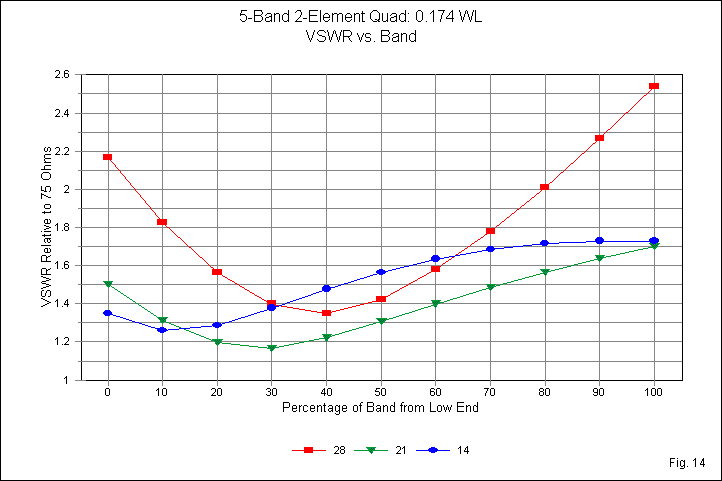 5-Band 2-Element Quad: 0.174 WL
VSWR vs. Band
VSWR Relative to 75 Ohms
2.6
2.4
2.2
2
1.8
1.6
1.4
1.2
1
0 10 20 30 40 50 60 70 80 90 100
Percentage of Band from Low End
28 21 14
Fig. 14